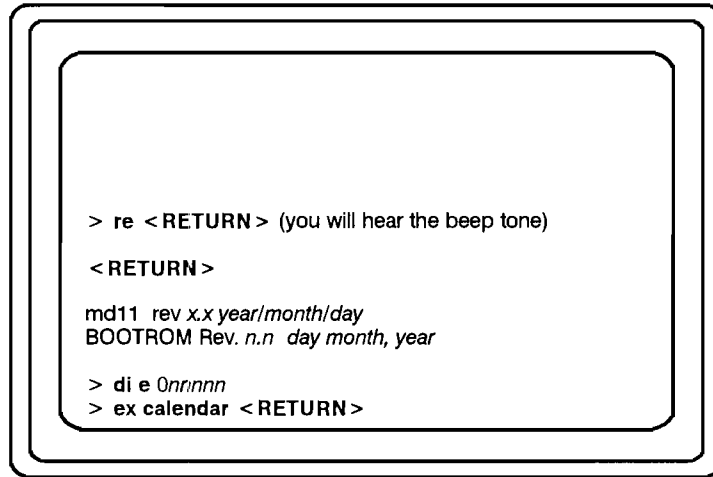 > re <RETURN> (you will hear the beep tone)
<RETURN>
md11 rev x.x year/month/day
BOOTROM Rev. n.n day month, year
> di e 0nnnnn
> ex calendar <RETURN>